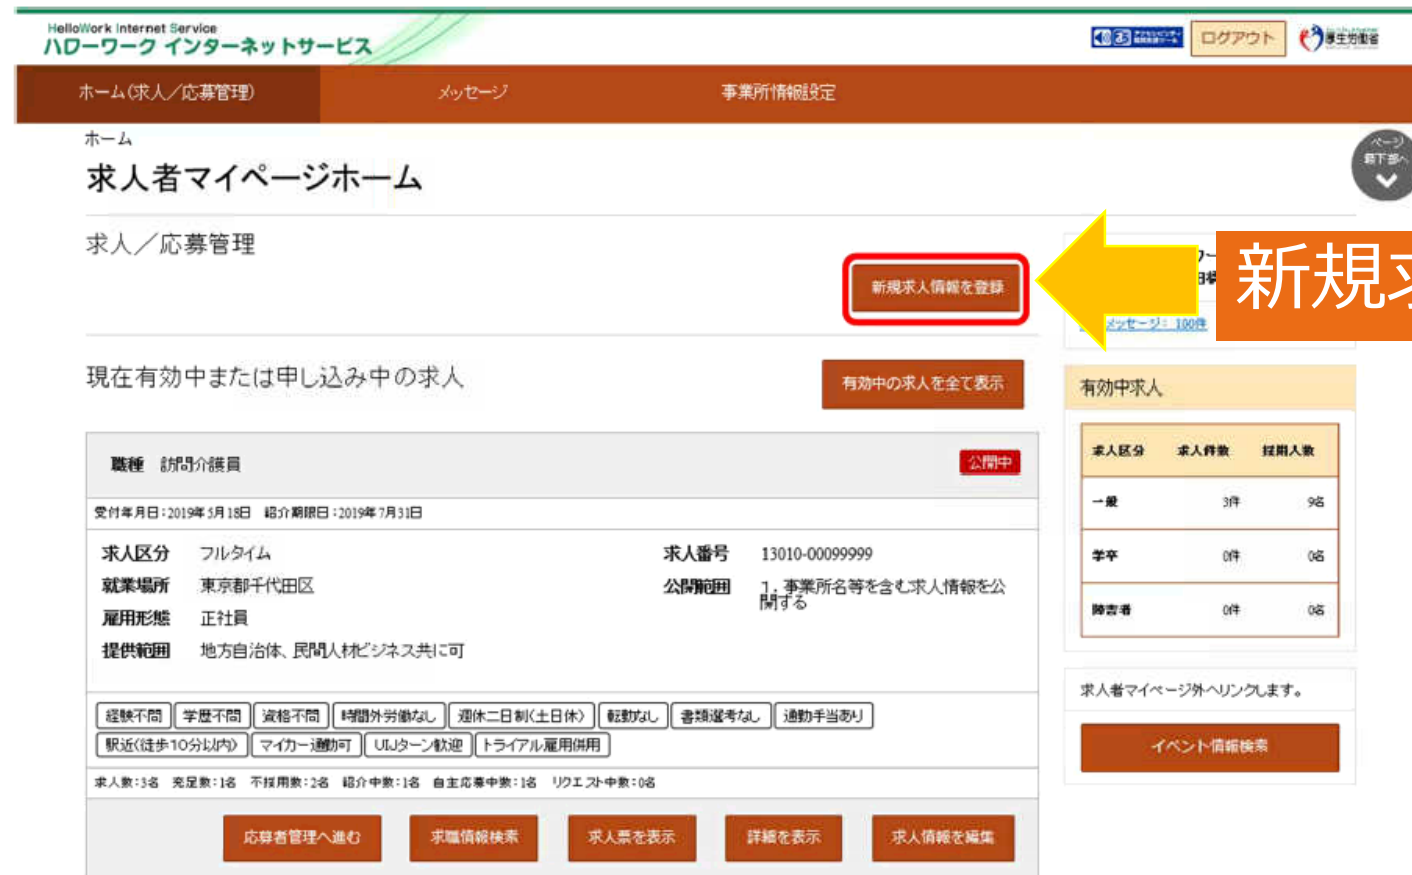 HelloWork Internet Service
ハローワーク インターネットサービス
ログアウト
厚生労働省
ホーム(求人／応募管理)
メッセージ
事業所情報設定
ホーム
ページ
最下部へ
求人者マイページホーム
求人／応募管理
新規求人情報を登録
新規求
メッセージ: 100件
現在有効中または申し込み中の求人
有効中の求人を全て表示
有効中求人
職種 訪問介護員
公開中
求人区分 求人件数 採用人数
一般 3件 9名
学卒 0件 0名
障害者 0件 0名
受付年月日:2019年5月18日 紹介期限日:2019年7月31日
求人区分 フルタイム
求人番号 13010-00099999
就業場所 東京都千代田区
公開範囲 1．事業所名等を含む求人情報を公
開する
雇用形態 正社員
提供範囲 地方自治体、民間人材ビジネス共に可
求人者マイページ外へリンクします。
イベント情報検索
経験不問 学歴不問 資格不問 時間外労働なし 週休二日制(土日休) 転勤なし 書類選考なし 通勤手当あり
駅近(徒歩10分以内) マイカー通勤可 UIJターン歓迎 トライアル雇用併用
求人数:3名 充足数:1名 不採用数:2名 紹介中数:1名 自主応募中数:1名 リクエスト中数:0名
応募者管理へ進む
求職情報検索
求人票を表示
詳細を表示
求人情報を編集